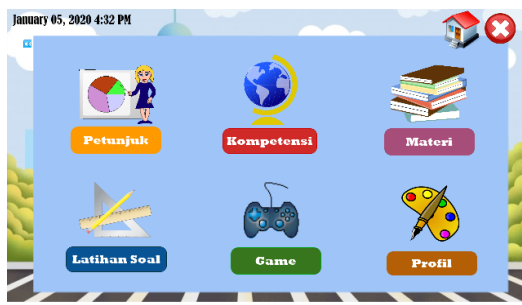 January 05, 2020 4:32 PM
Petunjuk
Kompetensi
Materi
Latihan Soal
Game
Profil